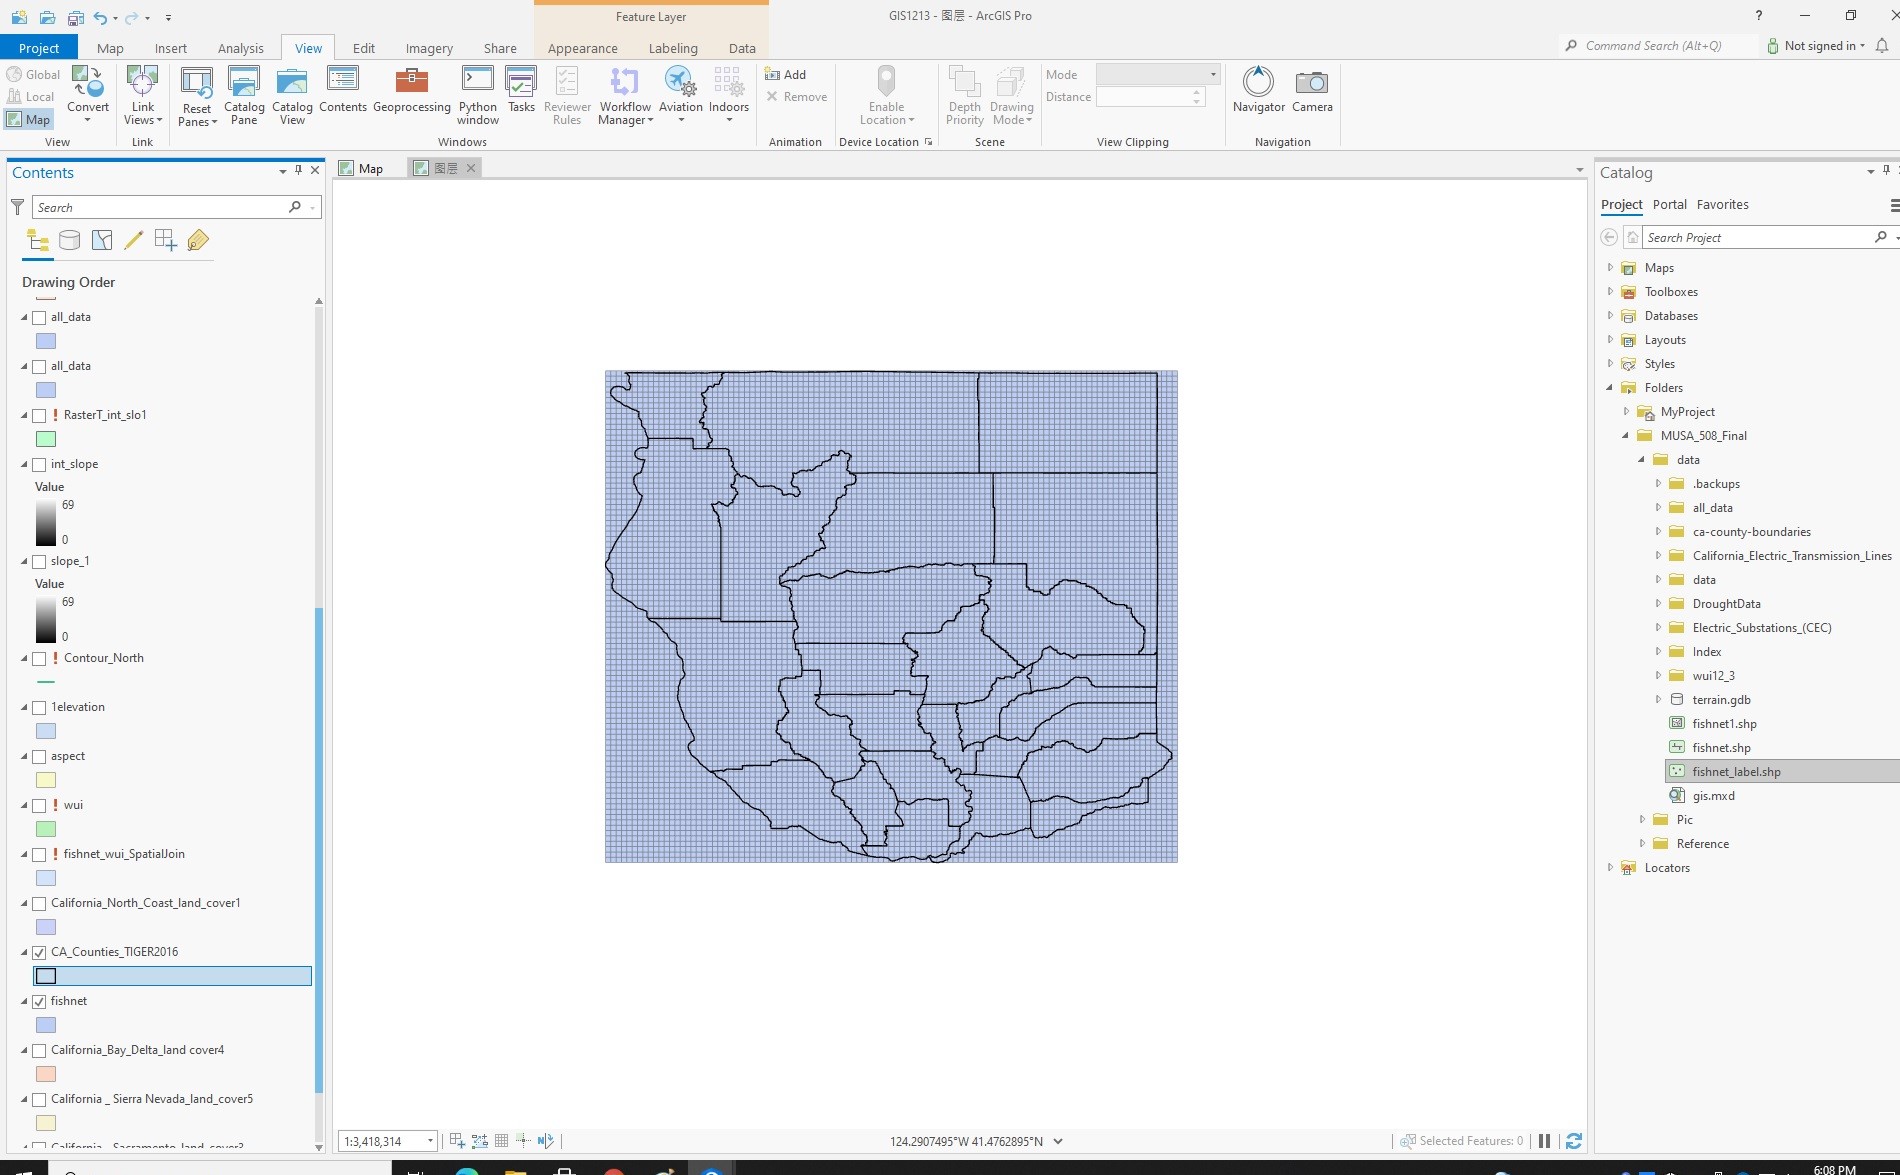 Feature Layer
GIS1213 - 图层 - ArcGIS Pro
?
Project Map Insert Analysis View Edit Imagery Share Appearance Labeling Data
Command Search (Alt+Q)
Not signed in
Global
Local
Map
Convert
View
Link Views
Link
Reset Panes
Catalog Pane
Catalog View
Contents
Geoprocessing
Python window
Tasks
Reviewer Rules
Workflow Manager
Aviation
Indoors
Windows
Add
Remove
Animation
Enable Location
Device Location
Depth Priority
Drawing Mode
Scene
Mode
Distance
View Clipping
Navigator
Camera
Navigation
Contents
Search
Drawing Order
all_data
all_data
! RasterT_int_slo1
int_slope
Value
69
0
slope_1
Value
69
0
! Contour_North
1elevation
aspect
! wui
! fishnet_wui_SpatialJoin
California_North_Coast_land_cover1
CA_Counties_TIGER2016
fishnet
California_Bay_Delta_land cover4
California _ Sierra Nevada_land_cover5
Map
图层
1:3,418,314
124.2907495°W 41.4762895°N
Selected Features: 0
Catalog
Project Portal Favorites
Search Project
Maps
Toolboxes
Databases
Layouts
Styles
Folders
MyProject
MUSA_508_Final
data
.backups
all_data
ca-county-boundaries
California_Electric_Transmission_Lines
data
DroughtData
Electric_Substations_(CEC)
Index
wui12_3
terrain.gdb
fishnet1.shp
fishnet.shp
fishnet_label.shp
gis.mxd
Pic
Reference
Locators
6:08 PM